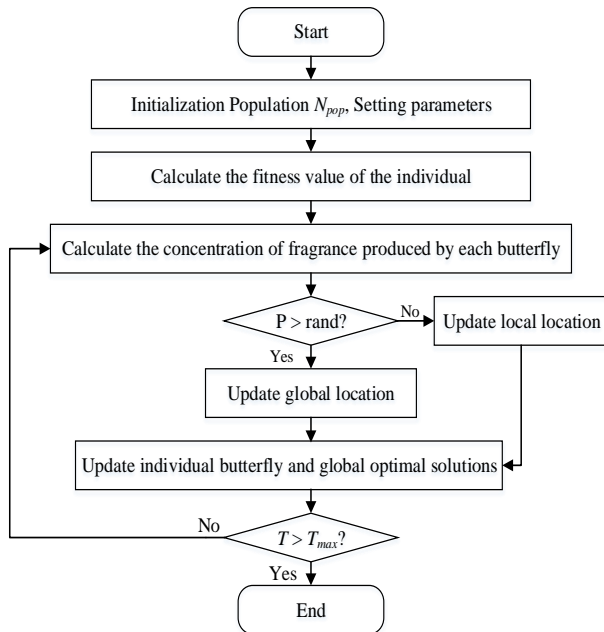 Start
Initialization Population N_pop, Setting parameters
Calculate the fitness value of the individual
Calculate the concentration of fragrance produced by each butterfly
P > rand?
No
Update local location
Yes
Update global location
Update individual butterfly and global optimal solutions
No
T > T_max?
Yes
End